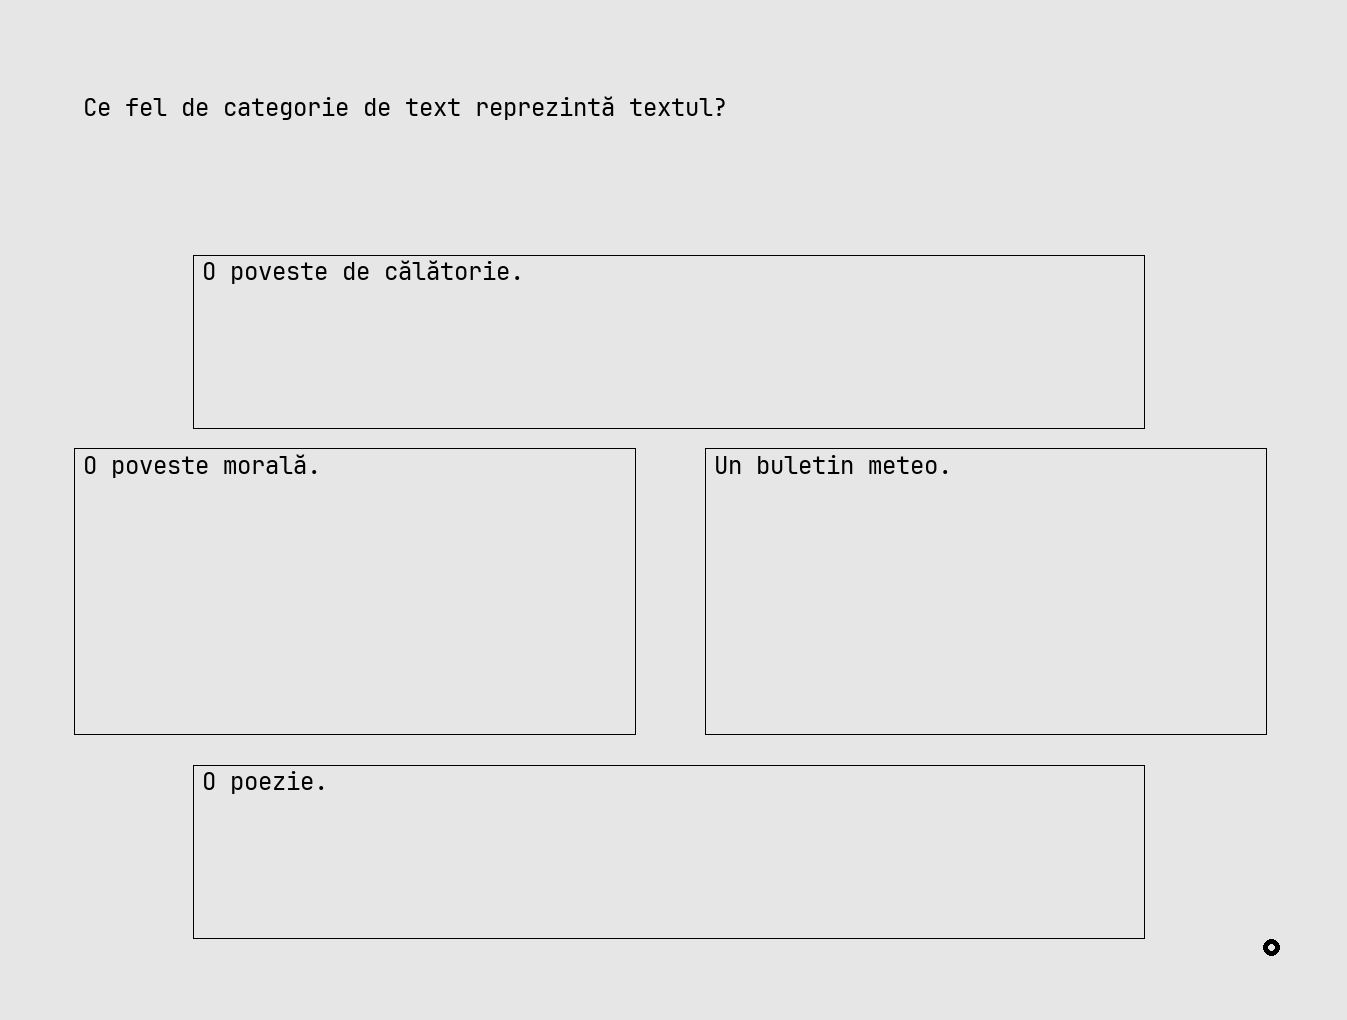 Ce fel de categorie de text reprezintă textul?
O poveste de călătorie.
O poveste morală.
Un buletin meteo.
O poezie.